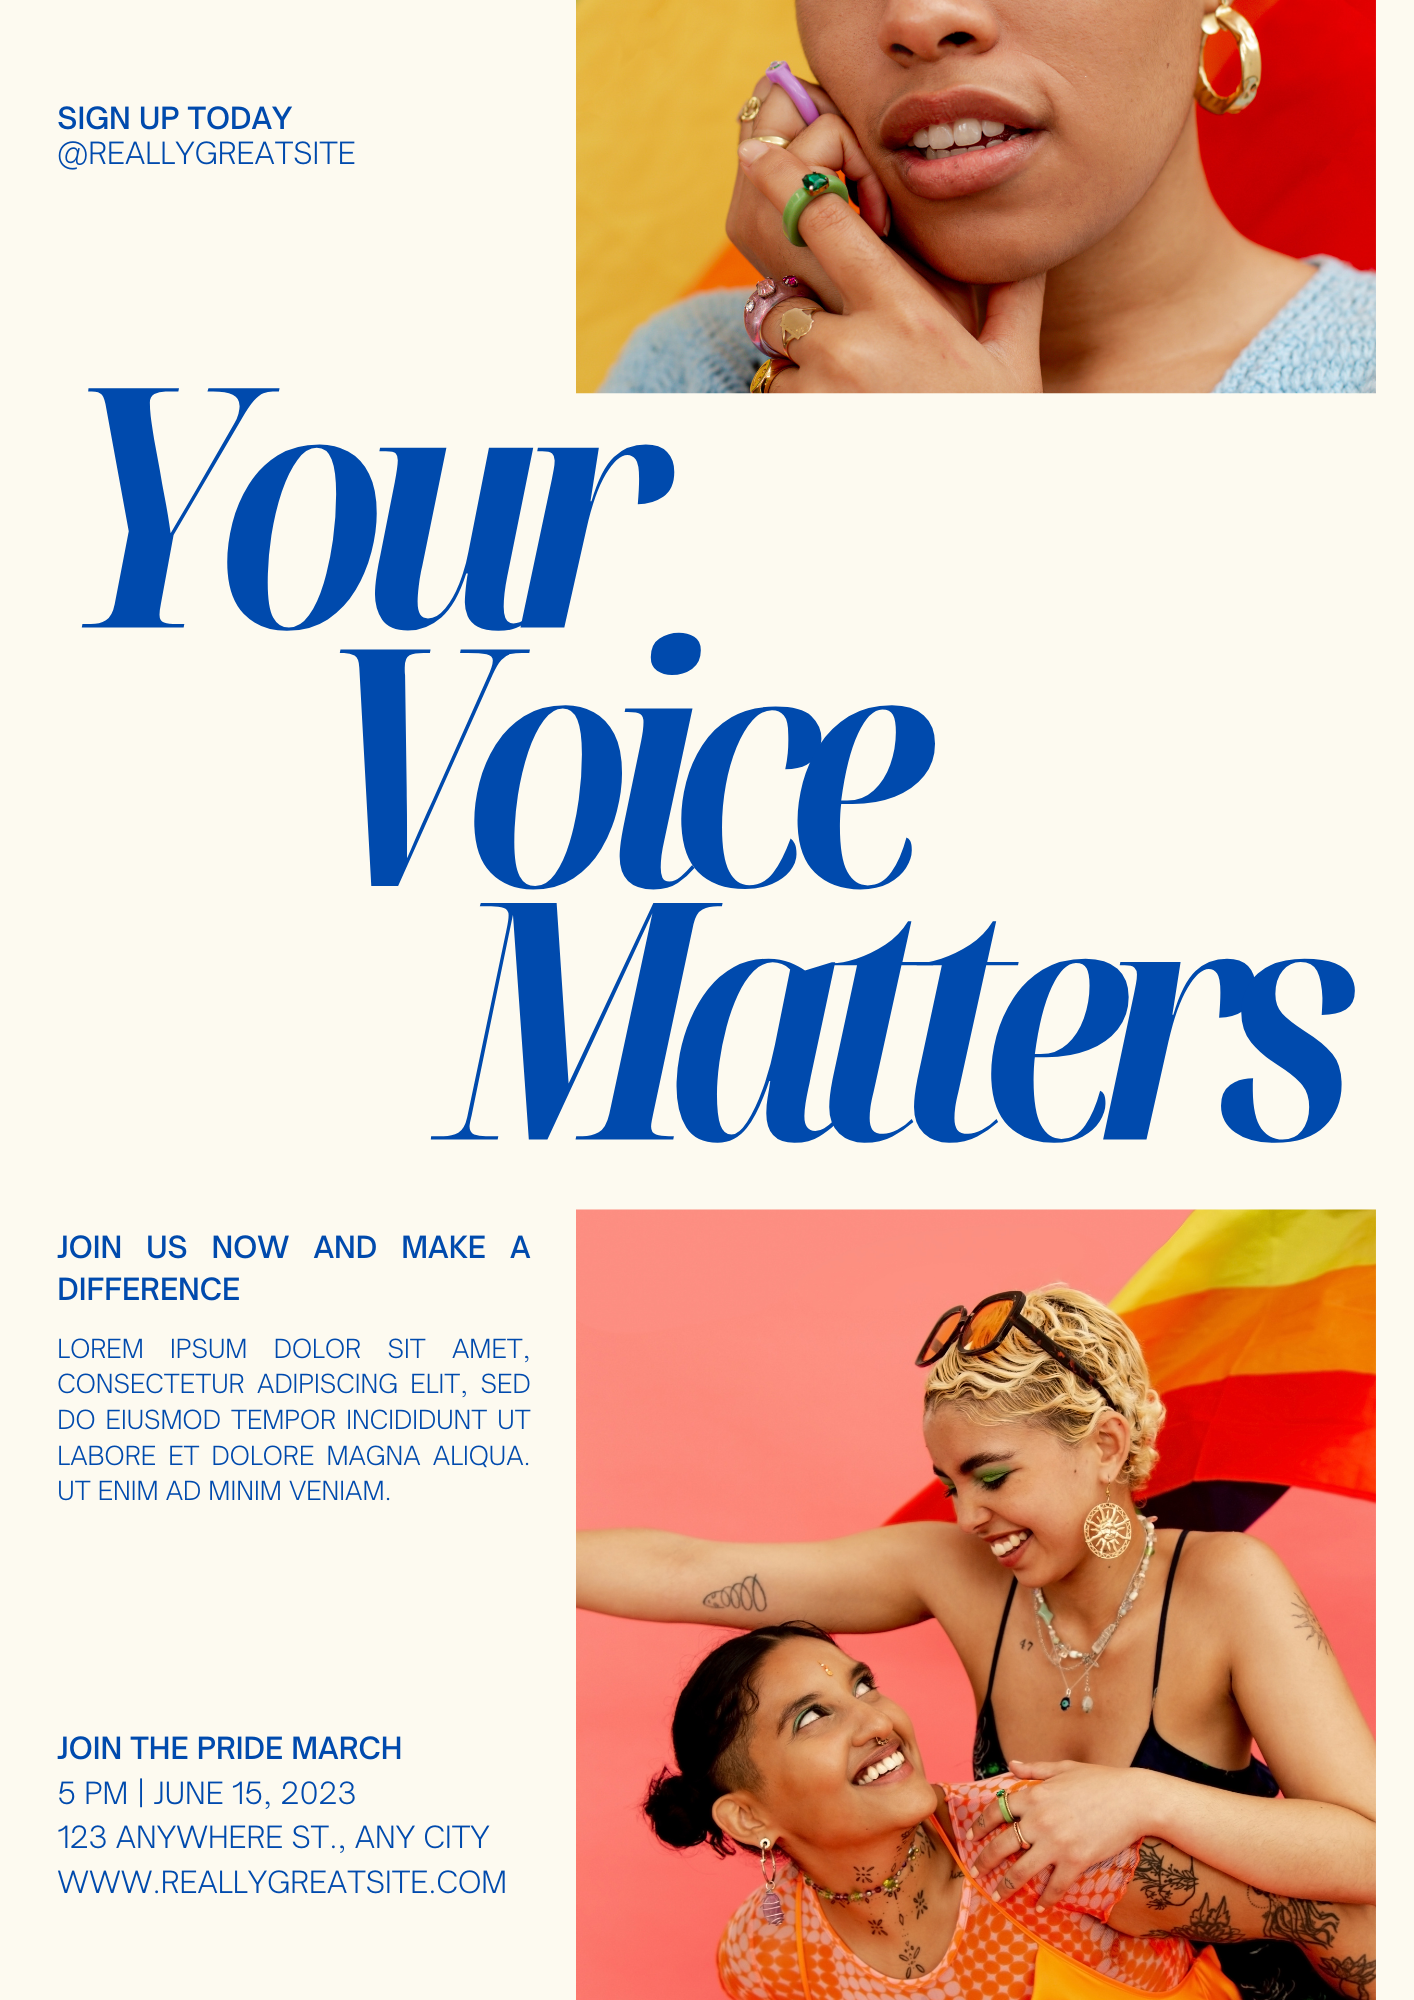 SIGN UP TODAY
@REALLYGREATSITE
Your
Voice
Matters
JOIN US NOW AND MAKE A
DIFFERENCE
LOREM IPSUM DOLOR SIT AMET,
CONSECTETUR ADIPISCING ELIT, SED
DO EIUSMOD TEMPOR INCIDIDUNT UT
LABORE ET DOLORE MAGNA ALIQUA.
UT ENIM AD MINIM VENIAM.
JOIN THE PRIDE MARCH
5 PM | JUNE 15, 2023
123 ANYWHERE ST., ANY CITY
WWW.REALLYGREATSITE.COM